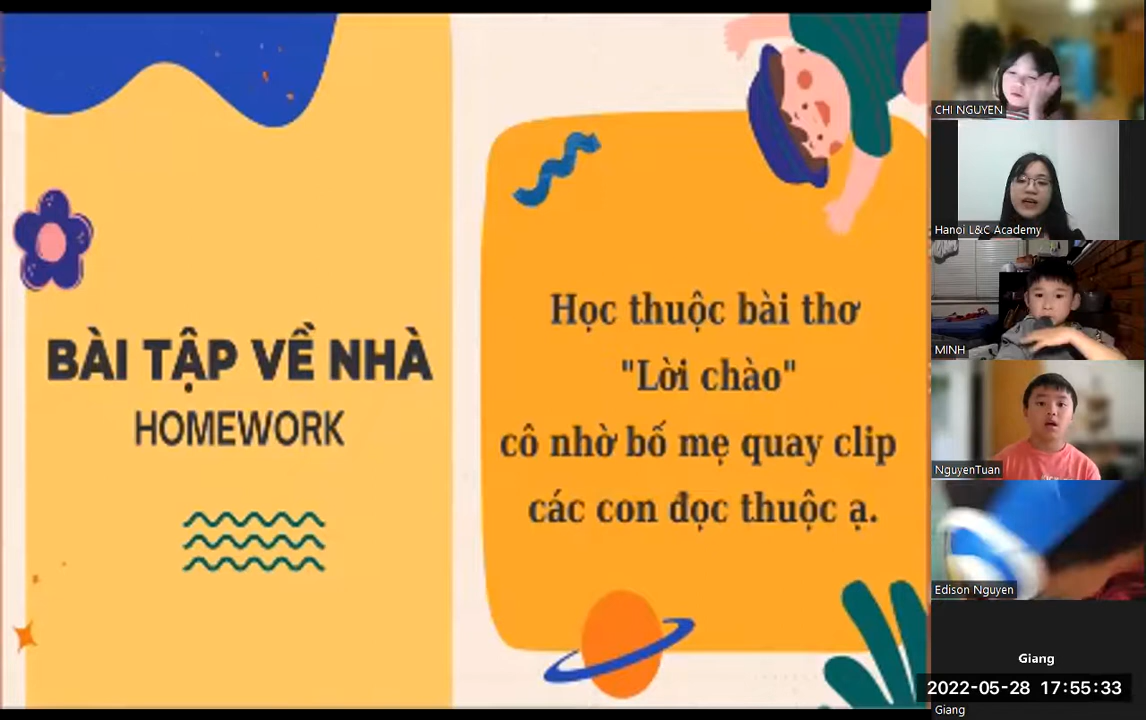 BÀI TẬP VỀ NHÀ
HOMEWORK
Học thuộc bài thơ
"Lời chào"
cô nhờ bố mẹ quay clip
các con đọc thuộc ạ.
CHI NGUYEN
Hanoi L&C Academy
MINH
NguyenTuan
Edison Nguyen
Giang
2022-05-28 17:55:33
Giang